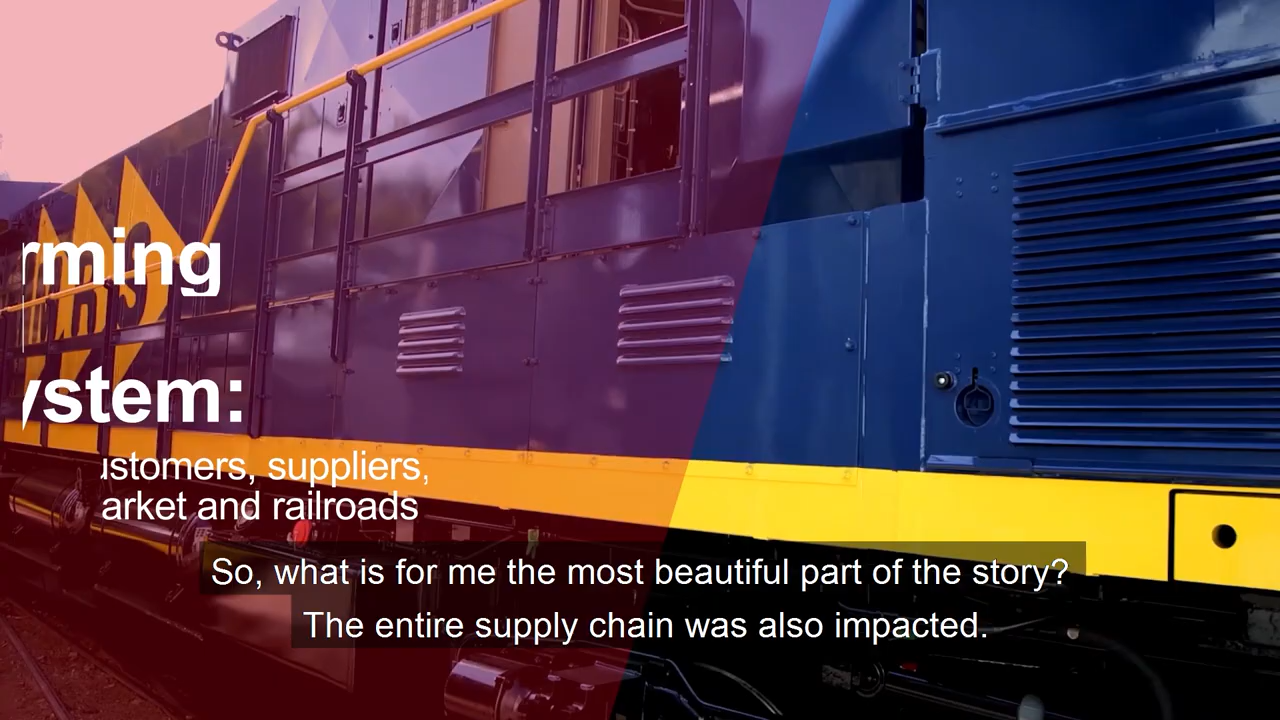 rming
ystem:
ustomers, suppliers,
arket and railroads
So, what is for me the most beautiful part of the story?
The entire supply chain was also impacted.